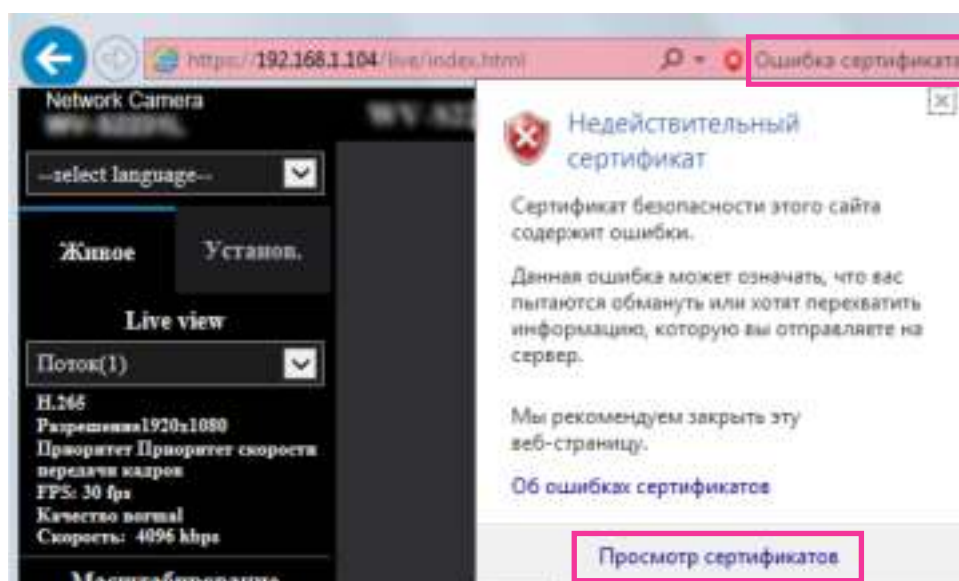 https://192.168.1.104/live/index.html
Ошибка сертификата
Network Camera
--select language--
Живое
Установ.
Live view
Поток(1)
H.265
Разрешение1920x1080
Приоритет Приоритет скорости
передачи кадров
FPS: 30 fps
Качество normal
Скорость: 4096 kbps
Масштабирование
Недействительный
сертификат
Сертификат безопасности этого сайта
содержит ошибки.
Данная ошибка может означать, что вас
пытаются обмануть или хотят перехватить
информацию, которую вы отправляете на
сервер.
Мы рекомендуем закрыть эту
веб-страницу.
Об ошибках сертификатов
Просмотр сертификатов